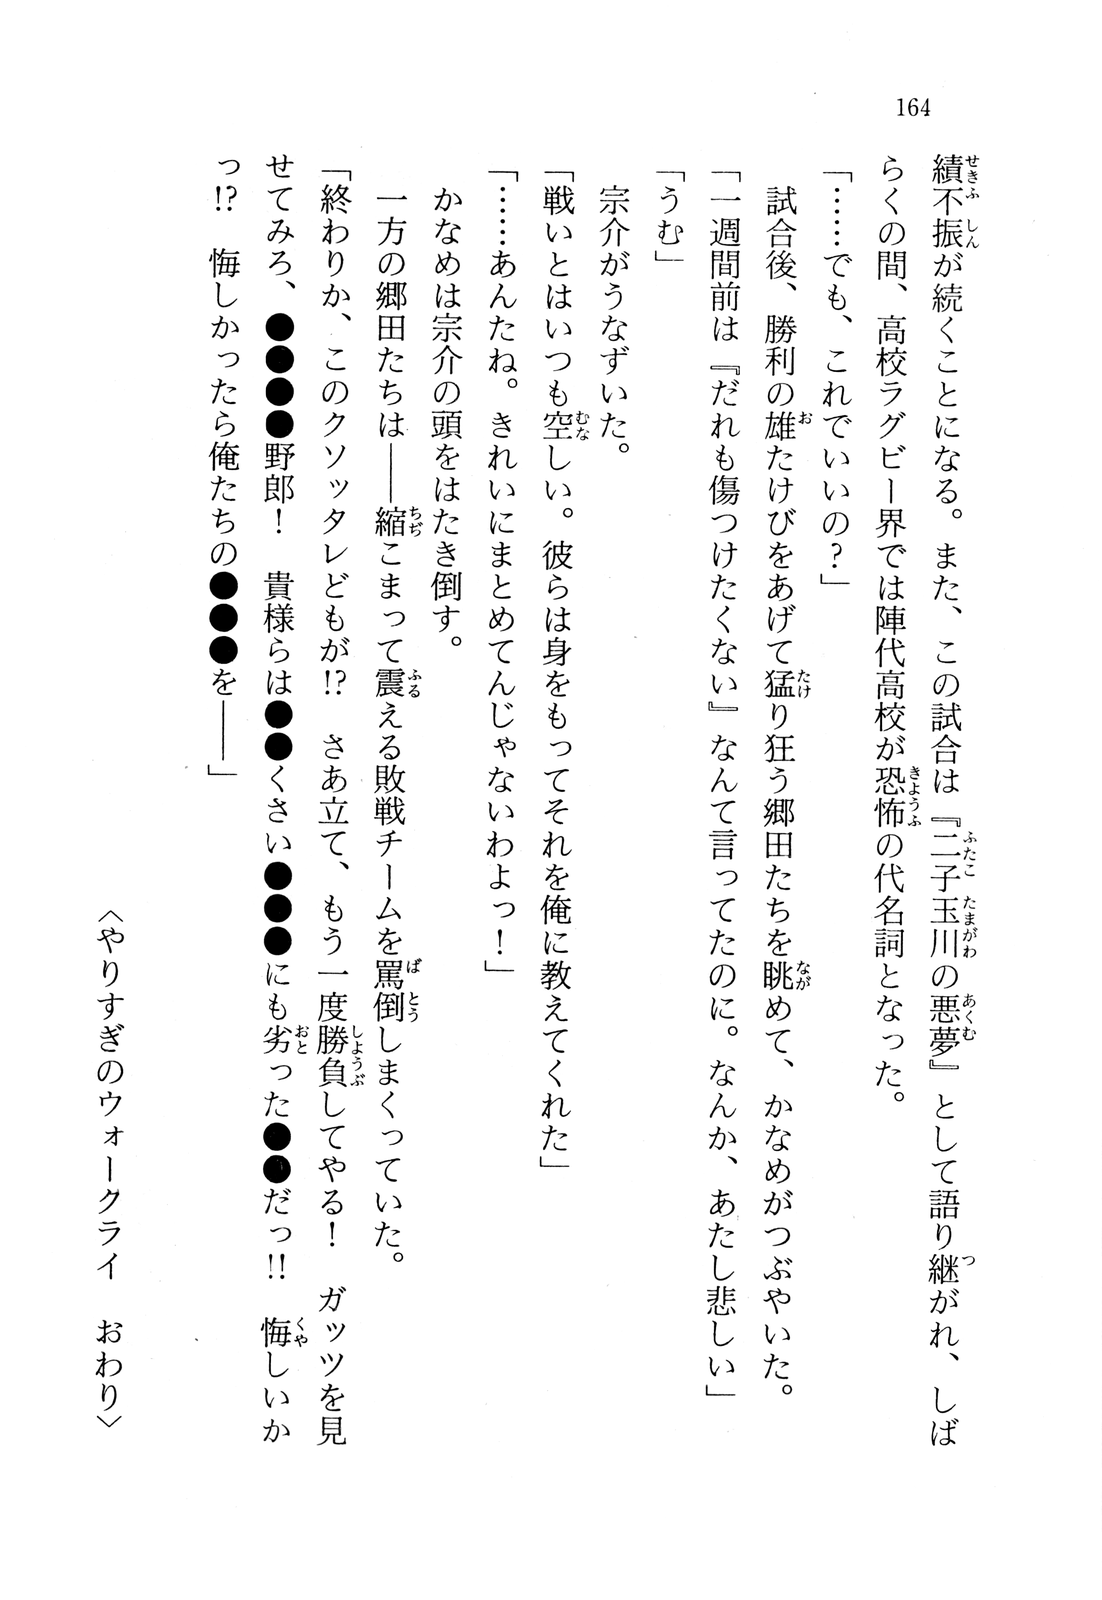 164
績不振が続くことになる。また、この試合は『二子玉川の悪夢』として語り継がれ、しば
らくの間、高校ラグビー界では陣代高校が恐怖の代名詞となった。
「……でも、これでいいの？」
　試合後、勝利の雄たけびをあげて猛り狂う郷田たちを眺めて、かなめがつぶやいた。
「一週間前は『だれも傷つけたくない』なんて言ってたのに。なんか、あたし悲しい」
「うむ」
　宗介がうなずいた。
「戦いとはいつも空しい。彼らは身をもってそれを俺に教えてくれた」
「……あんたね。きれいにまとめてんじゃないわよっ！」
　かなめは宗介の頭をはたき倒す。
　一方の郷田たちは――縮こまって震える敗戦チームを罵倒しまくっていた。
「終わりか、このクソッタレどもが!?　さあ立て、もう一度勝負してやる！　ガッツを見
せてみろ、●●●●野郎！　貴様らは●●くさい●●●にも劣った●●だっ!!　悔しいか
っ!?　悔しかったら俺たちの●●●を――」
〈やりすぎのウォークライ　おわり〉